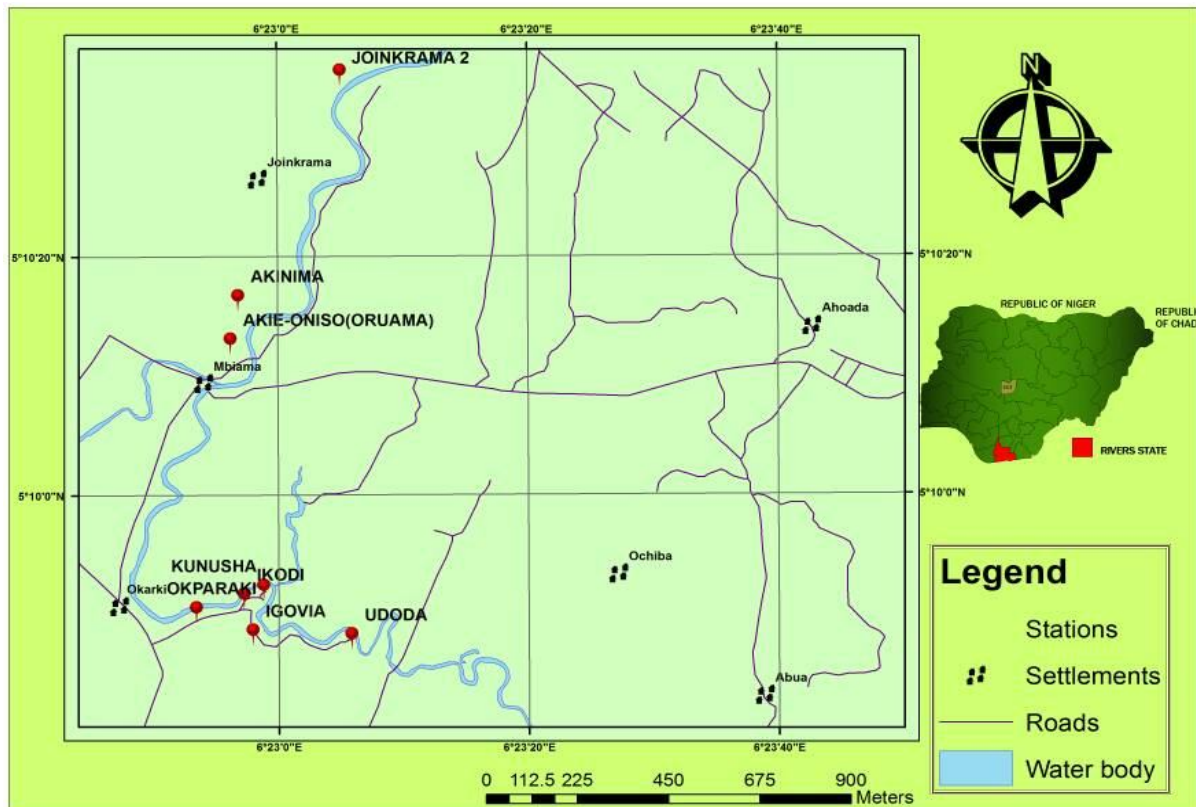 6°23'0"E
6°23'20"E
6°23'40"E
JOINKRAMA 2
Joinkrama
5°10'20"N
5°10'20"N
AKINIMA
AKIE-ONISO(ORUAMA)
Mbiama
Ahoada
REPUBLIC OF NIGER
REPUBLI
OF CHAD
RIVERS STATE
5°10'0"N
5°10'0"N
KUNUSHA
IKODI
Okarki
OKPARAKI
IGOVIA
UDODA
Ochiba
Abua
6°23'0"E
6°23'20"E
6°23'40"E
N
Legend
Stations
Settlements
Roads
Water body
0 112.5 225 450 675 900
Meters